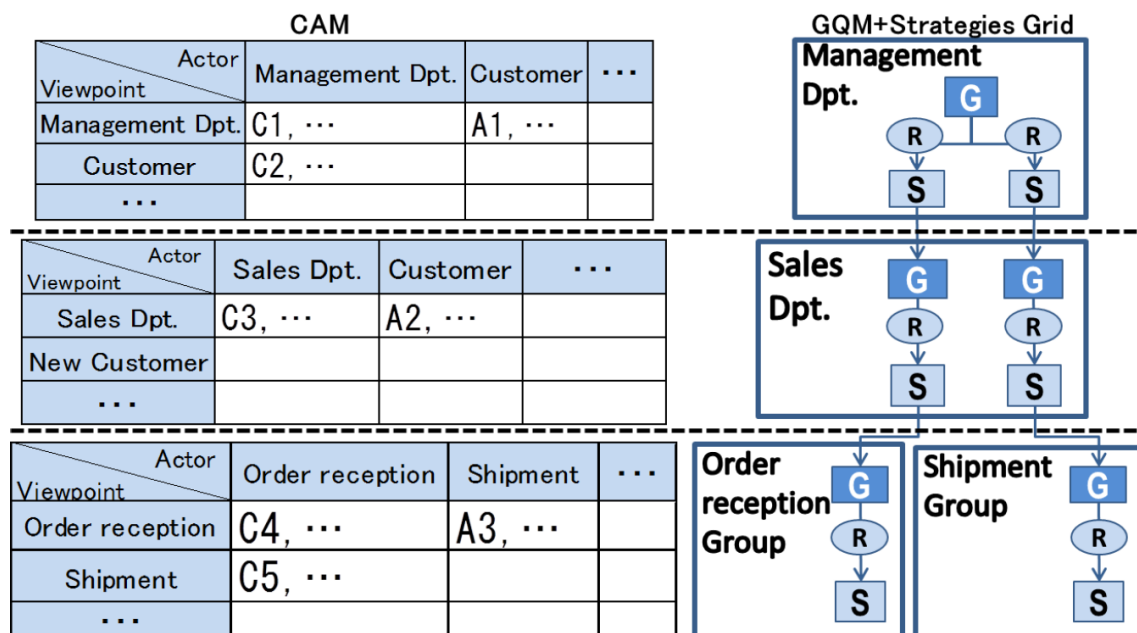 CAM
Actor
Viewpoint
Management Dpt.
Customer
...
Management Dpt.
C1, ...
A1, ...
Customer
C2, ...
...
Actor
Viewpoint
Sales Dpt.
Customer
...
Sales Dpt.
C3, ...
A2, ...
New Customer
...
Actor
Viewpoint
Order reception
Shipment
...
Order reception
C4, ...
A3, ...
Shipment
C5, ...
...
GQM+Strategies Grid
Management
Dpt.
G
R
R
S
S
Sales
Dpt.
G
G
R
R
S
S
Order
reception
Group
G
R
S
Shipment
Group
G
R
S